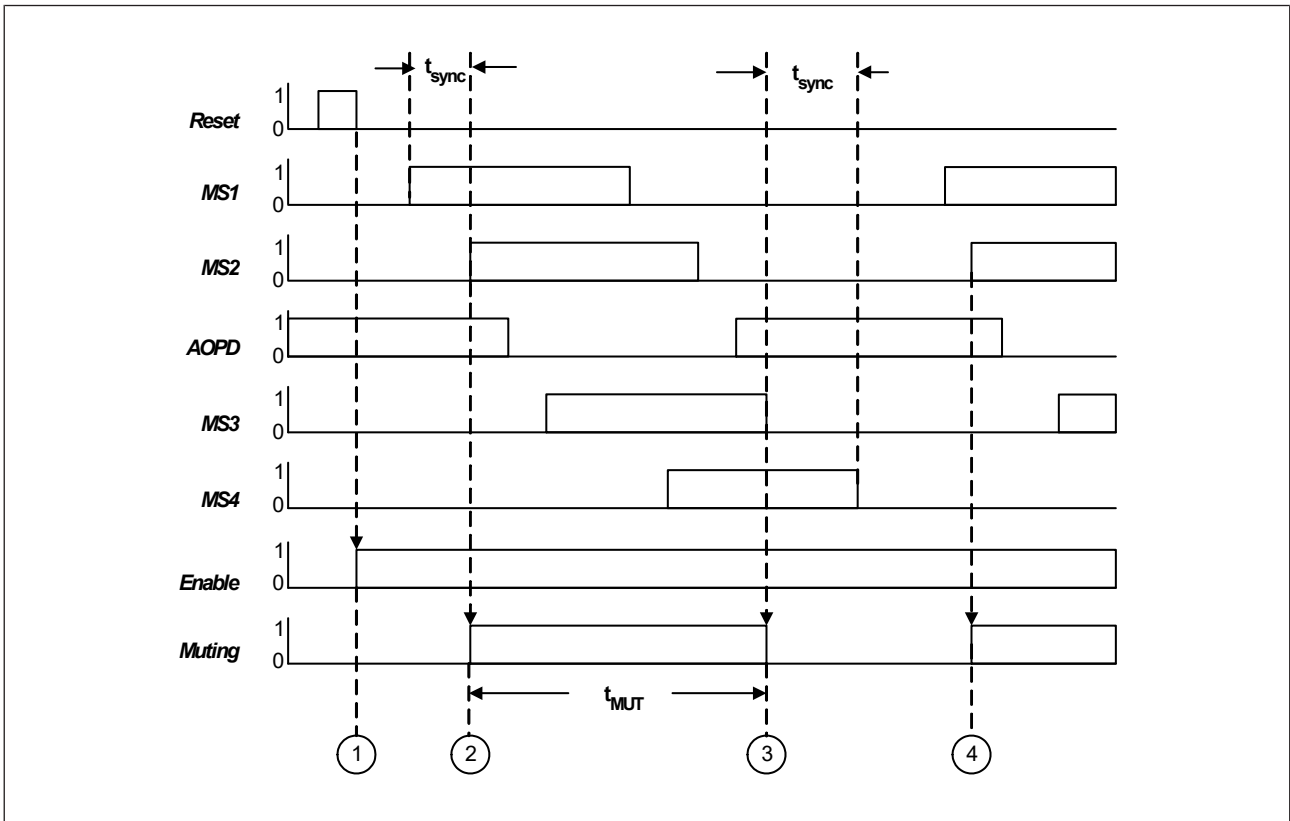 tsync
tsync
Reset 1 0
MS1 1 0
MS2 1 0
AOPD 1 0
MS3 1 0
MS4 1 0
Enable 1 0
Muting 1 0
tMUT
1 2 3 4